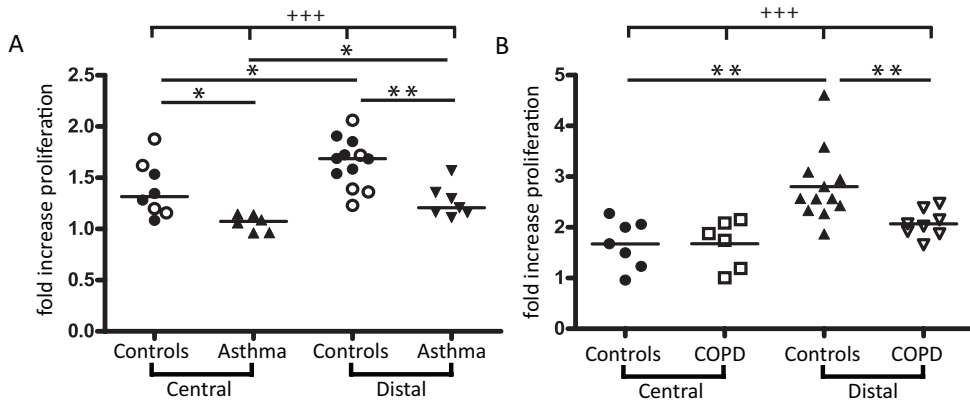 A
+++
*
*
*
**
fold increase proliferation
2.5
2.0
1.5
1.0
0.5
0.0
Controls Asthma Controls Asthma
Central Distal
B
+++
** **
fold increase proliferation
5
4
3
2
1
0
Controls COPD Controls COPD
Central Distal